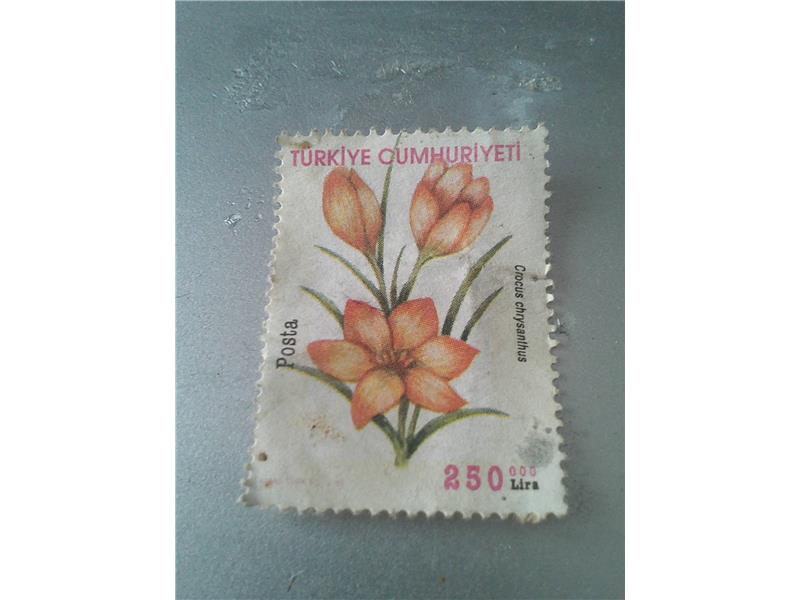 TÜRKİYE CUMHURİYETİ
Crocus chrysanthus
Posta
250 000
Lira